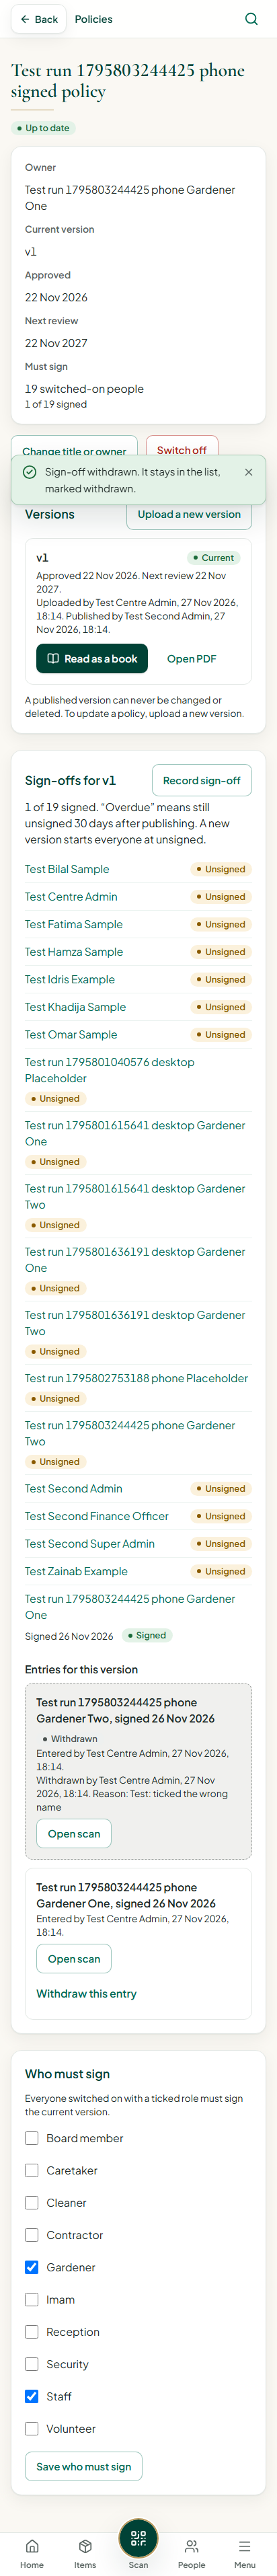 Back Policies
Test run 1795803244425 phone
signed policy
Up to date
Owner
Test run 1795803244425 phone Gardener
One
Current version
v1
Approved
22 Nov 2026
Next review
22 Nov 2027
Must sign
19 switched-on people
1 of 19 signed
Change title or owner Switch off
Sign-off withdrawn. It stays in the list,
marked withdrawn.
Versions Upload a new version
v1 Current
Approved 22 Nov 2026. Next review 22 Nov
2027.
Uploaded by Test Centre Admin, 27 Nov 2026,
18:14. Published by Test Second Admin, 27
Nov 2026, 18:14.
Read as a book Open PDF
A published version can never be changed or
deleted. To update a policy, upload a new version.
Sign-offs for v1 Record sign-off
1 of 19 signed. “Overdue” means still
unsigned 30 days after publishing. A new
version starts everyone at unsigned.
Test Bilal Sample Unsigned
Test Centre Admin Unsigned
Test Fatima Sample Unsigned
Test Hamza Sample Unsigned
Test Idris Example Unsigned
Test Khadija Sample Unsigned
Test Omar Sample Unsigned
Test run 1795801040576 desktop
Placeholder
Unsigned
Test run 1795801615641 desktop Gardener
One
Unsigned
Test run 1795801615641 desktop Gardener
Two
Unsigned
Test run 1795801636191 desktop Gardener
One
Unsigned
Test run 1795801636191 desktop Gardener
Two
Unsigned
Test run 1795802753188 phone Placeholder
Unsigned
Test run 1795803244425 phone Gardener
Two
Unsigned
Test Second Admin Unsigned
Test Second Finance Officer Unsigned
Test Second Super Admin Unsigned
Test Zainab Example Unsigned
Test run 1795803244425 phone Gardener
One
Signed 26 Nov 2026 Signed
Entries for this version
Test run 1795803244425 phone
Gardener Two, signed 26 Nov 2026
Withdrawn
Entered by Test Centre Admin, 27 Nov 2026,
18:14.
Withdrawn by Test Centre Admin, 27 Nov
2026, 18:14. Reason: Test: ticked the wrong
name
Open scan
Test run 1795803244425 phone
Gardener One, signed 26 Nov 2026
Entered by Test Centre Admin, 27 Nov 2026,
18:14.
Open scan
Withdraw this entry
Who must sign
Everyone switched on with a ticked role must sign
the current version.
Board member
Caretaker
Cleaner
Contractor
Gardener
Imam
Reception
Security
Staff
Volunteer
Save who must sign
Home Items Scan People Menu